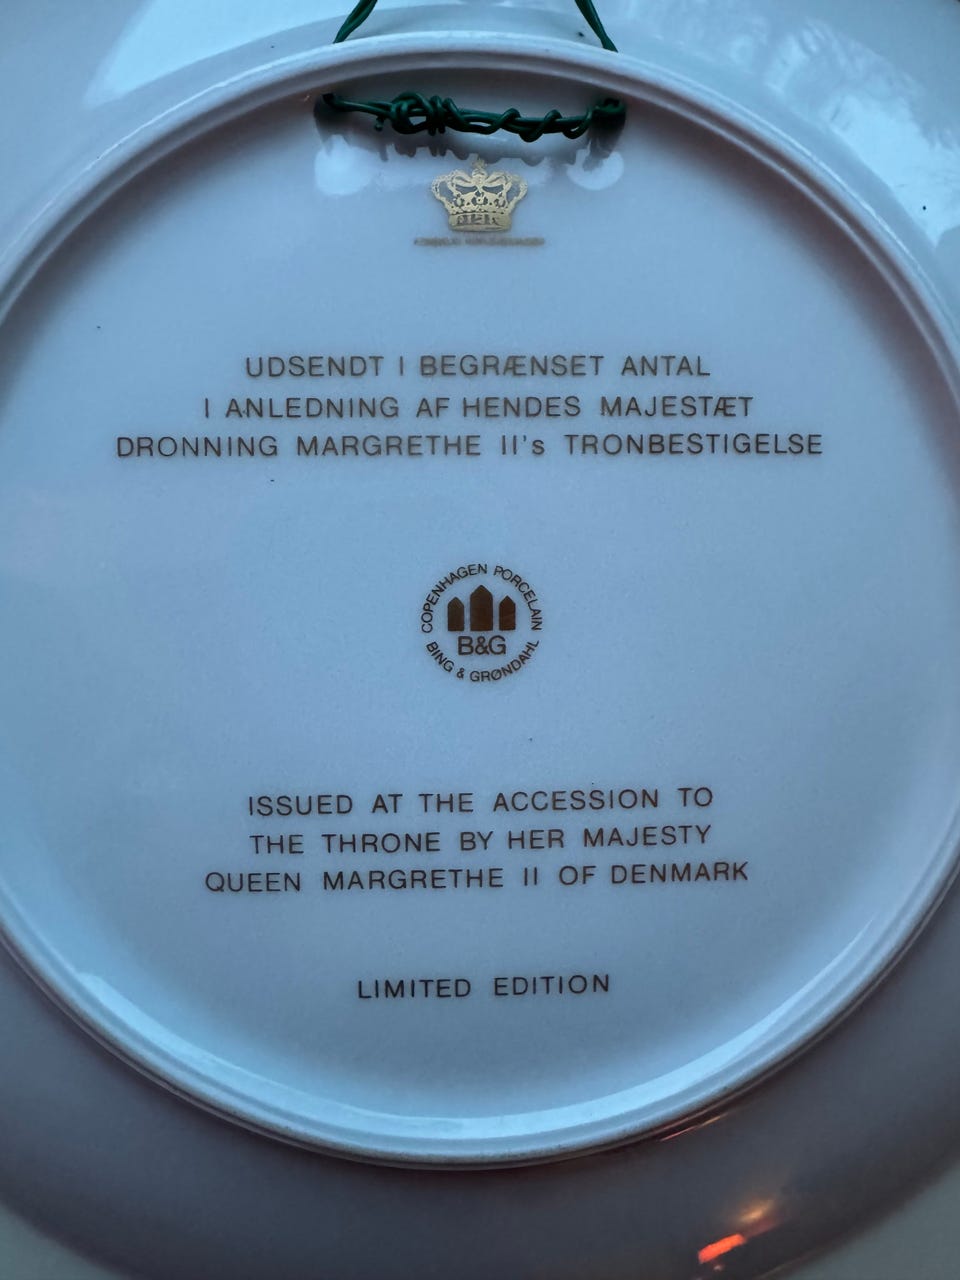 UDSENDT I BEGRÆNSET ANTAL
I ANLEDNING AF HENDES MAJESTÆT
DRONNING MARGRETHE II's TRONBESTIGELSE
COPENHAGEN PORCELAIN
B&G
BING & GRØNDAHL
ISSUED AT THE ACCESSION TO
THE THRONE BY HER MAJESTY
QUEEN MARGRETHE II OF DENMARK
LIMITED EDITION